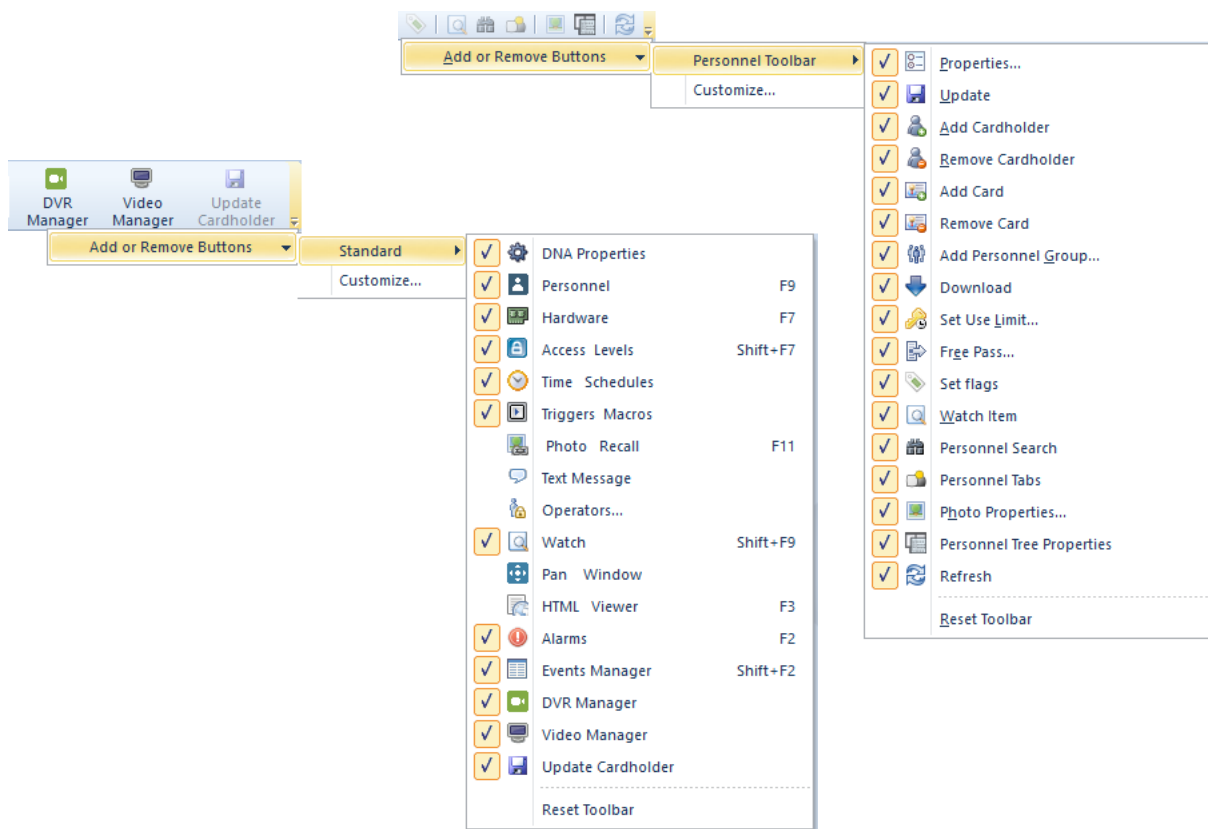 Add or Remove Buttons
Personnel Toolbar
Customize...
Properties...
Update
Add Cardholder
Remove Cardholder
Add Card
Remove Card
Add Personnel Group...
Download
Set Use Limit...
Free Pass...
Set flags
Watch Item
Personnel Search
Personnel Tabs
Photo Properties...
Personnel Tree Properties
Refresh
Reset Toolbar
DVR Manager
Video Manager
Update Cardholder
Add or Remove Buttons
Standard
Customize...
DNA Properties
Personnel F9
Hardware F7
Access Levels Shift+F7
Time Schedules
Triggers Macros
Photo Recall F11
Text Message
Operators...
Watch Shift+F9
Pan Window
HTML Viewer F3
Alarms F2
Events Manager Shift+F2
DVR Manager
Video Manager
Update Cardholder
Reset Toolbar